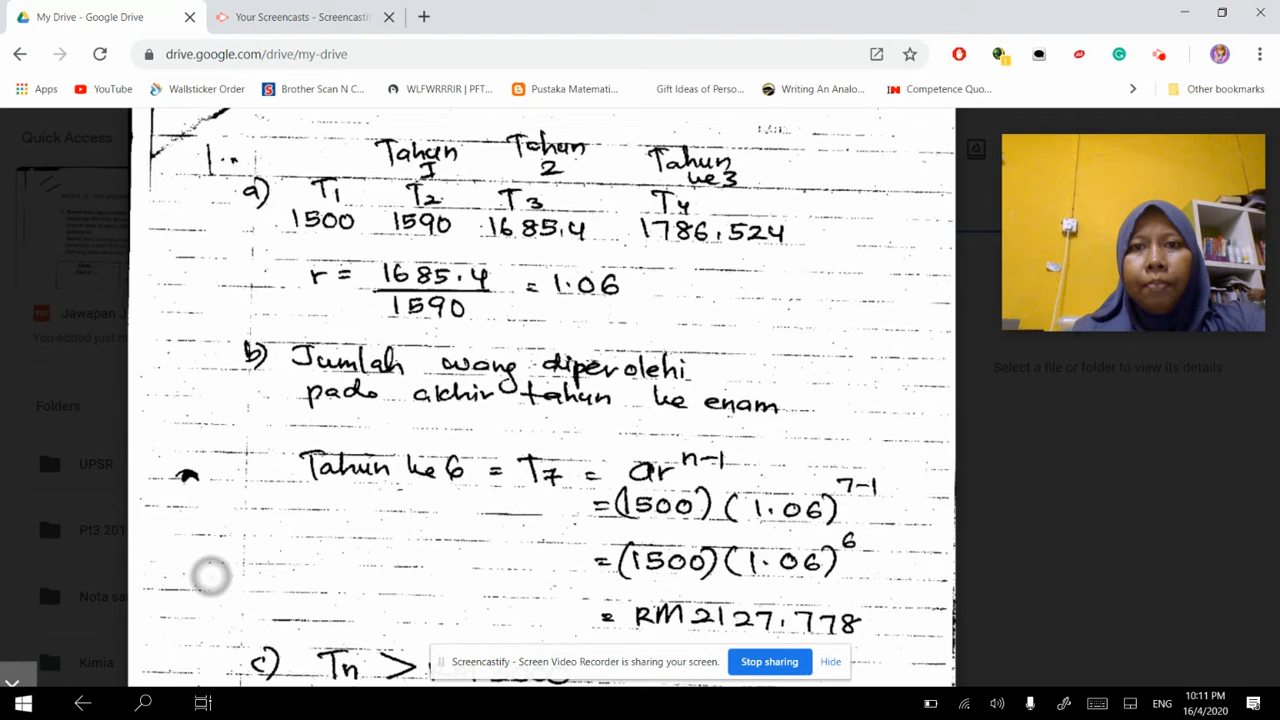 My Drive - Google Drive
Your Screencasts - Screencastif
drive.google.com/drive/my-drive
Apps
YouTube
Wallsticker Order
Brother Scan N C...
WLFWRRRIR | PFT...
Pustaka Matemati...
Gift Ideas of Perso...
Writing An Analo...
Competence Quo...
Other bookmarks
Quick Access
1.
Tahun 1
Tahun 2
Tahun ke 3
a) T1 T2 T3 T4
1500 1590 1685.4 1786.524
r = 1685.4 / 1590 = 1.06
b) Jumlah wang diperolehi
pada akhir tahun ke enam
Tahun ke 6 = T7 = ar^n-1
= (1500) (1.06)^7-1
= (1500) (1.06)^6
= RM 2127.778
c) Tn >
Jawapan J
You edited just
Folders
UPSR
Pt3 201
Nota sa
Kimia
Select a file or folder to view its details
Screencastify - Screen Video Recorder is sharing your screen.
Stop sharing
Hide
ENG
10:11 PM
16/4/2020